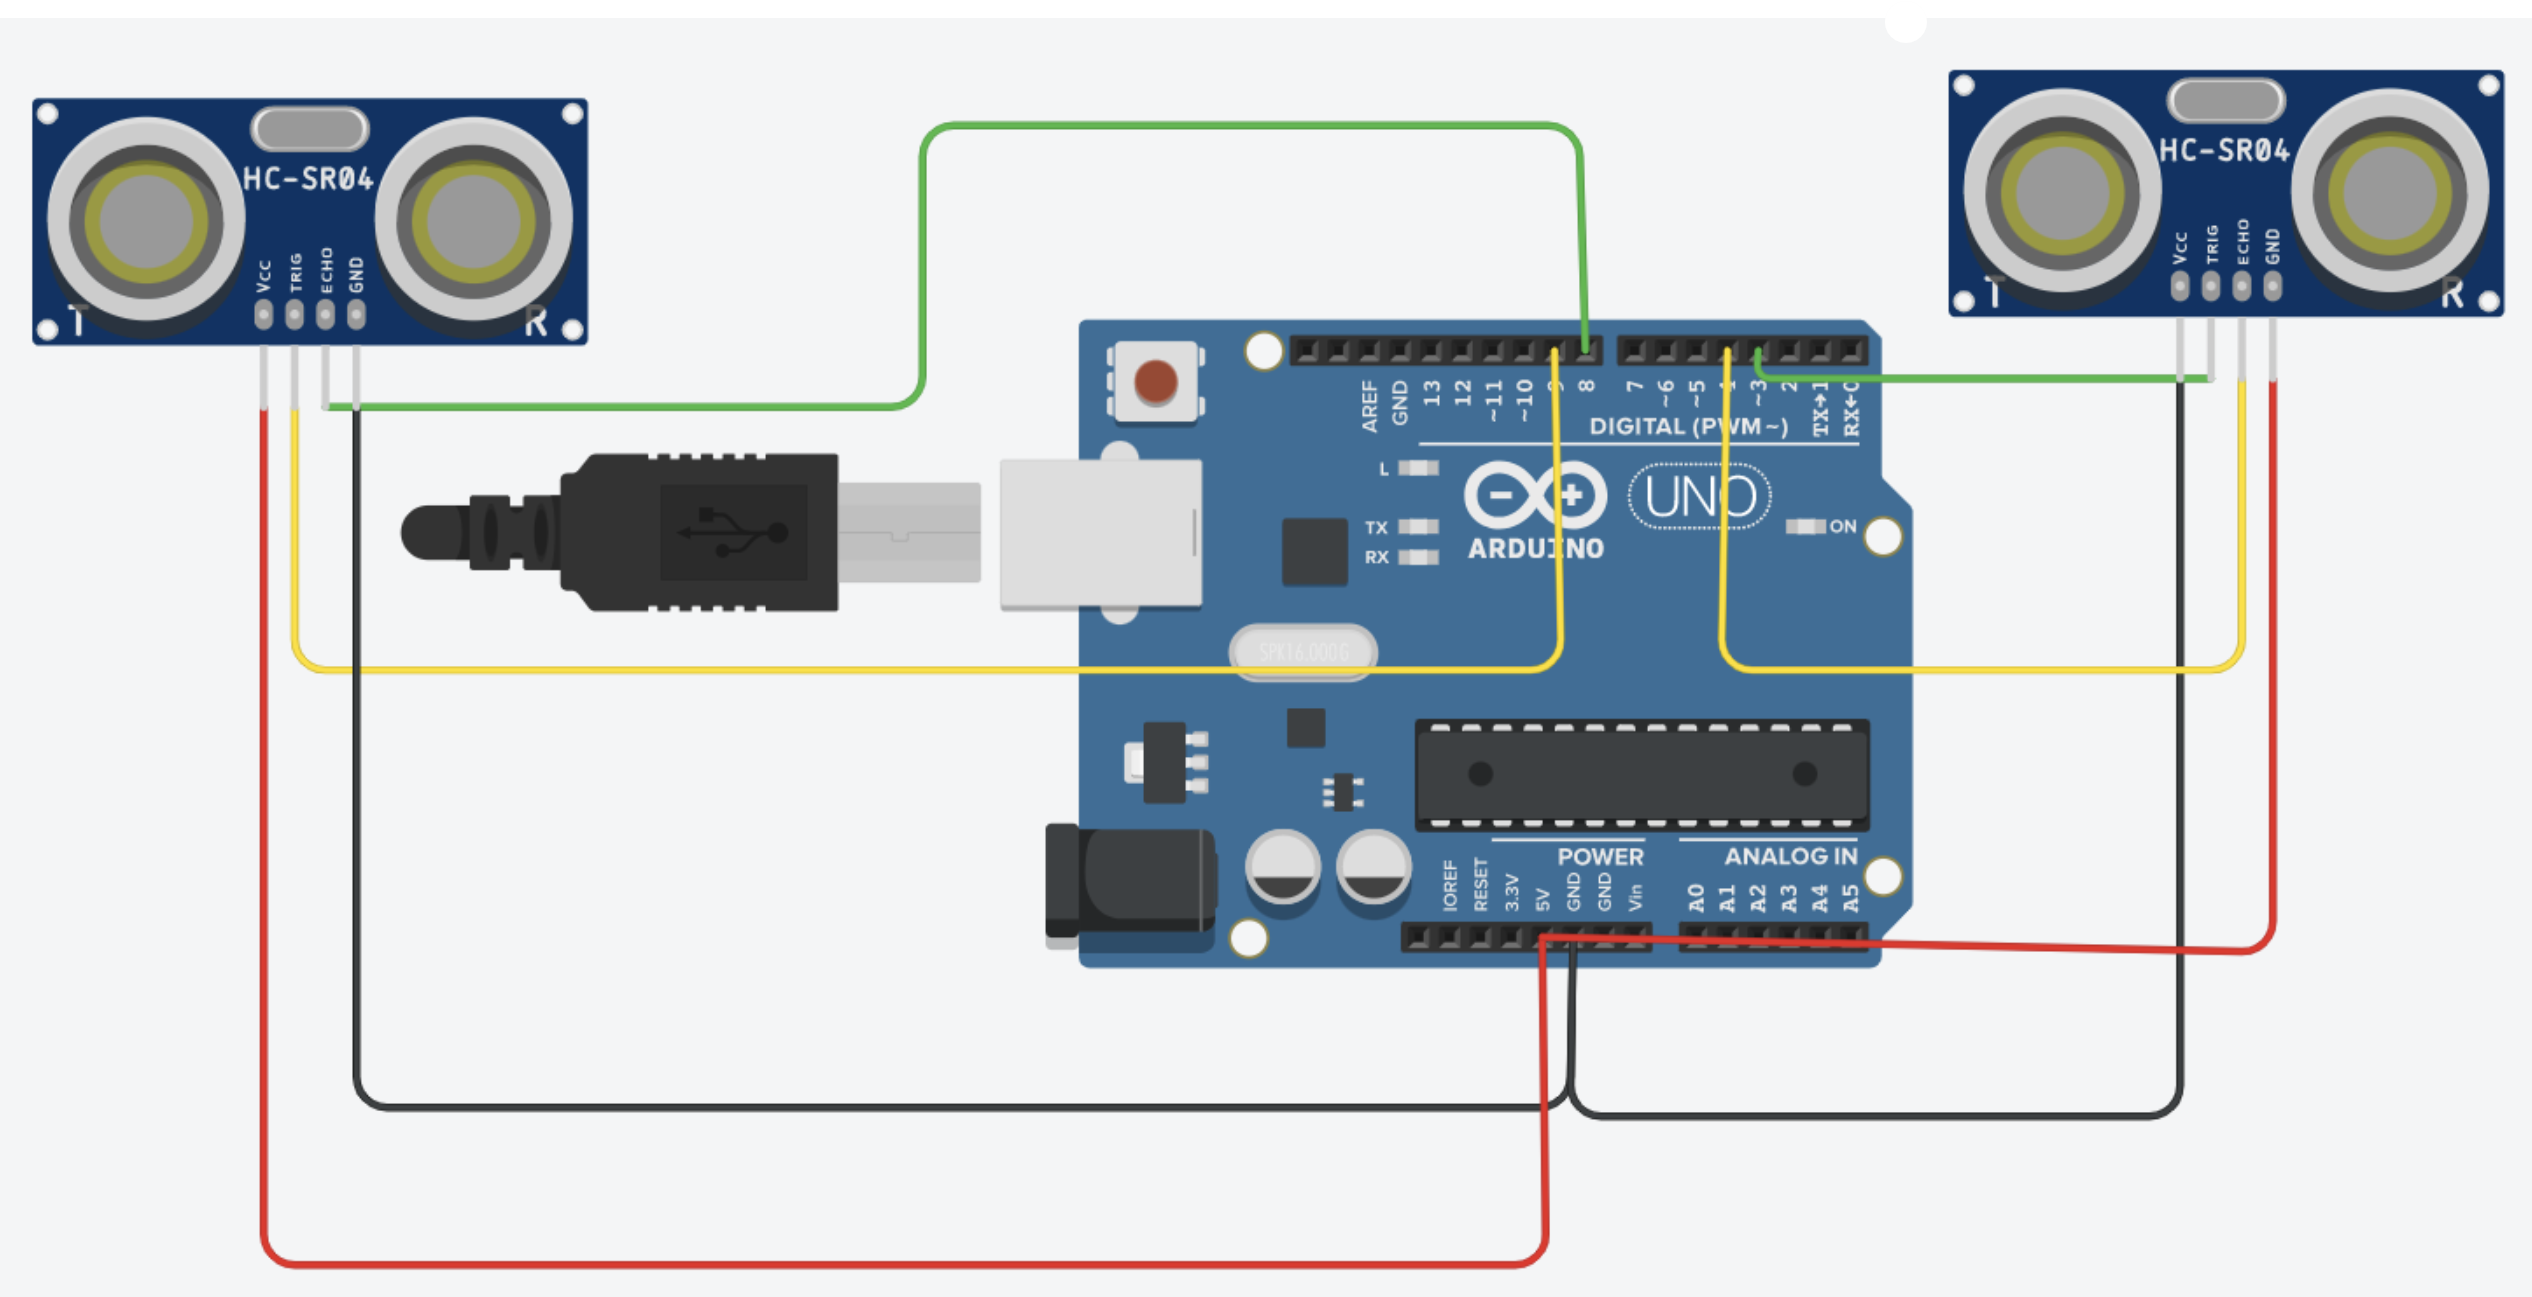 HC-SR04
VCC
TRIG
ECHO
GND
T
R
HC-SR04
VCC
TRIG
ECHO
GND
T
R
AREF
GND
13
12
~11
~10
9
8
7
~6
~5
4
~3
2
TX→1
RX←0
DIGITAL (PWM~)
L
TX
RX
ARDUINO
UNO
ON
SPK16.000G
POWER
ANALOG IN
IOREF
RESET
3.3V
5V
GND
GND
Vin
A0
A1
A2
A3
A4
A5